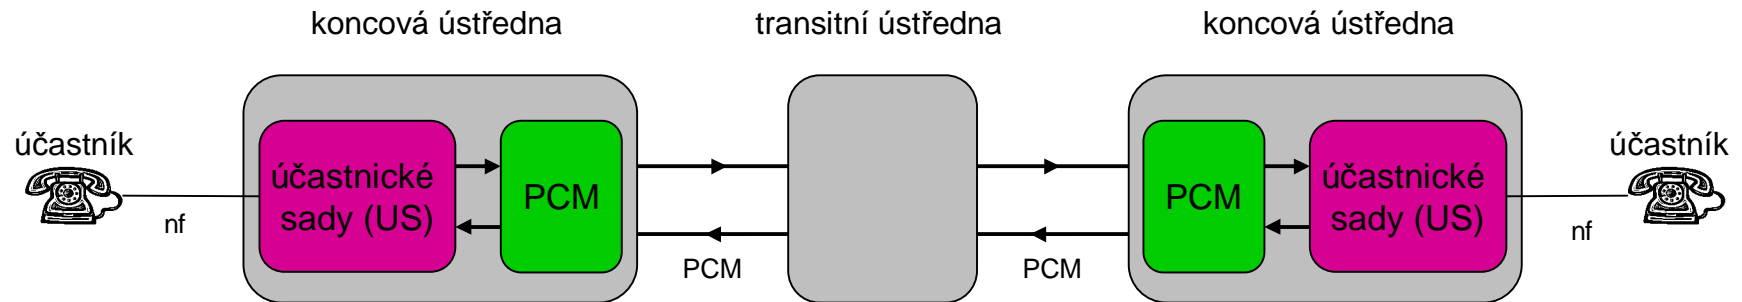 koncová ústředna
transitní ústředna
koncová ústředna
účastník
účastnické
sady (US)
PCM
PCM
účastnické
sady (US)
účastník
nf
PCM
PCM
nf